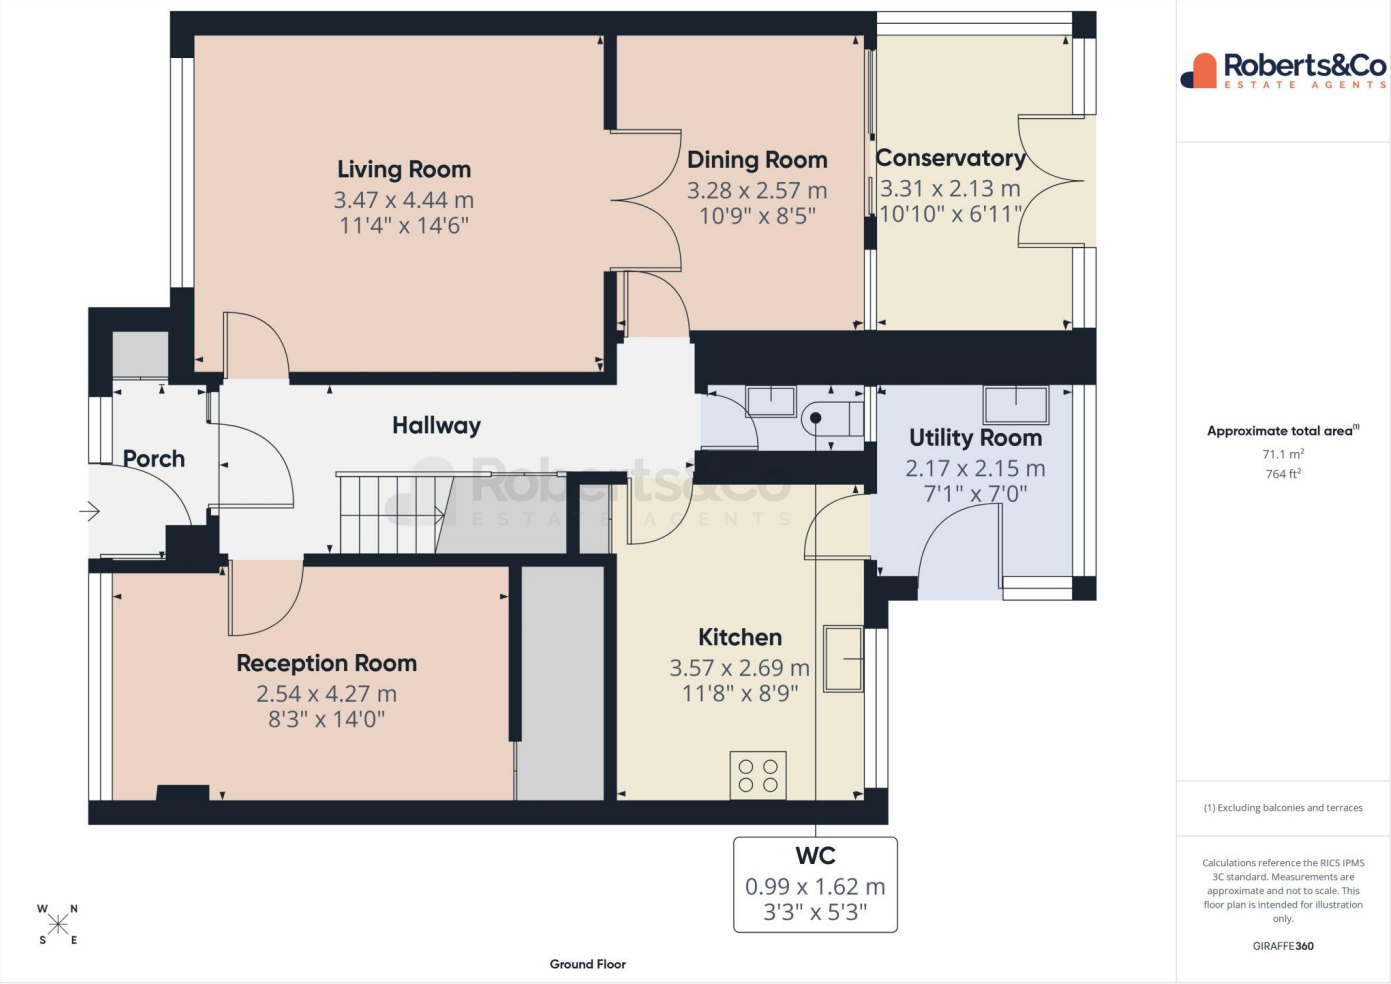 Living Room
3.47 x 4.44 m
11'4" x 14'6"
Dining Room
3.28 x 2.57 m
10'9" x 8'5"
Conservatory
3.31 x 2.13 m
10'10" x 6'11"
Porch
Hallway
Utility Room
2.17 x 2.15 m
7'1" x 7'0"
Roberts&Co
ESTATE AGENTS
Reception Room
2.54 x 4.27 m
8'3" x 14'0"
Kitchen
3.57 x 2.69 m
11'8" x 8'9"
WC
0.99 x 1.62 m
3'3" x 5'3"
W N
S E
Ground Floor
Roberts&Co
ESTATE AGENTS
Approximate total area(1)
71.1 m²
764 ft²
(1) Excluding balconies and terraces
Calculations reference the RICS IPMS
3C standard. Measurements are
approximate and not to scale. This
floor plan is intended for illustration
only.
GIRAFFE360